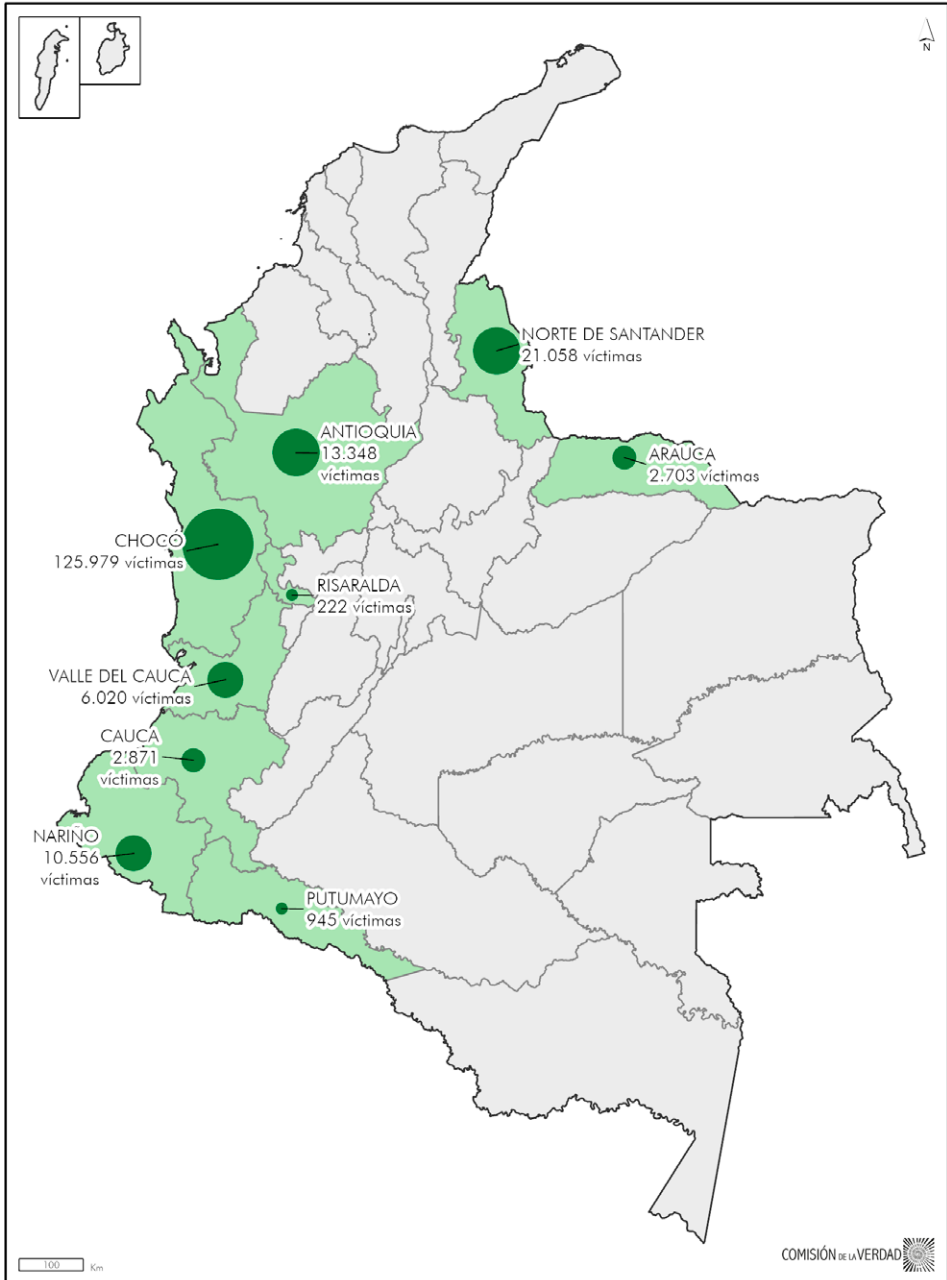 N
NORTE DE SANTANDER
21.058 víctimas
ANTIOQUIA
13.348
víctimas
ARAUCA
2.703 víctimas
CHOCÓ
125.979 víctimas
RISARALDA
222 víctimas
VALLE DEL CAUCA
6.020 víctimas
CAUCA
2.871
víctimas
NARIÑO
10.556
víctimas
PUTUMAYO
945 víctimas
100 Km
COMISIÓN DE LA VERDAD